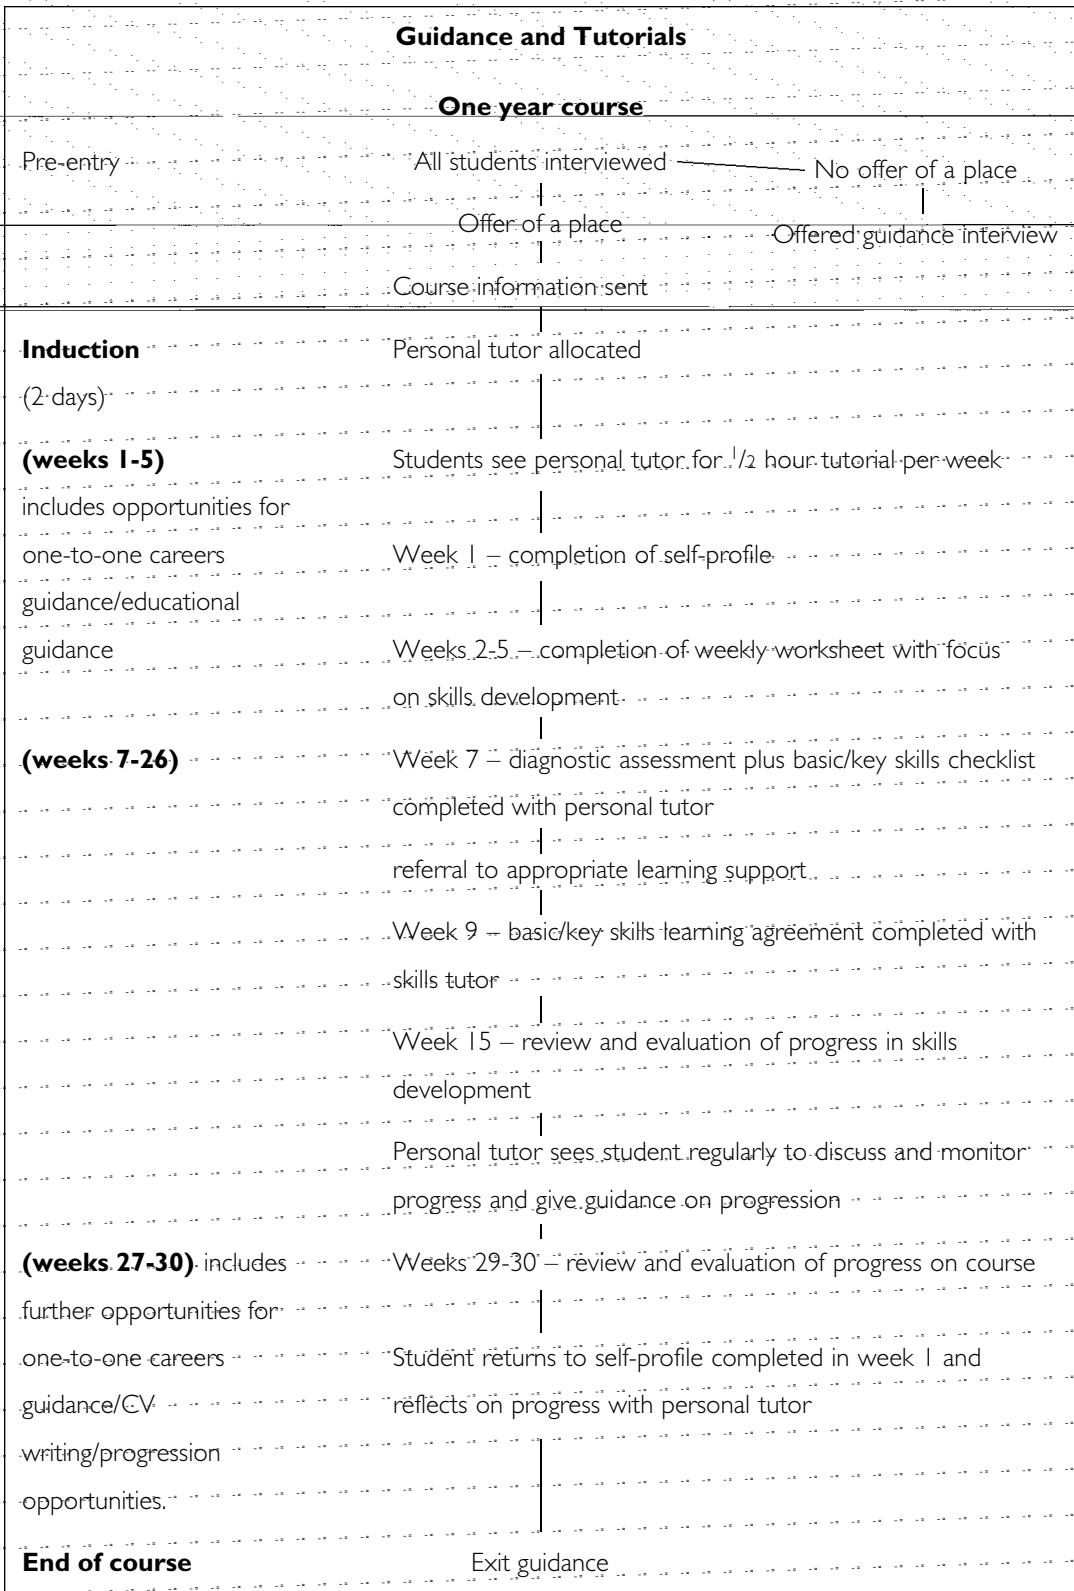 Guidance and Tutorials
One year course
Pre-entry All students interviewed No offer of a place
Offer of a place Offered guidance interview
Course information sent
Induction Personal tutor allocated
(2 days)
(weeks 1-5) Students see personal tutor for 1/2 hour tutorial per week
includes opportunities for
one-to-one careers Week 1 – completion of self-profile
guidance/educational
guidance Weeks 2-5 – completion of weekly worksheet with focus
on skills development
(weeks 7-26) Week 7 – diagnostic assessment plus basic/key skills checklist
completed with personal tutor
referral to appropriate learning support
Week 9 – basic/key skills learning agreement completed with
skills tutor
Week 15 – review and evaluation of progress in skills
development
Personal tutor sees student regularly to discuss and monitor
progress and give guidance on progression
(weeks 27-30) includes Weeks 29-30 – review and evaluation of progress on course
further opportunities for
one-to-one careers Student returns to self-profile completed in week 1 and
guidance/CV reflects on progress with personal tutor
writing/progression
opportunities.
End of course Exit guidance